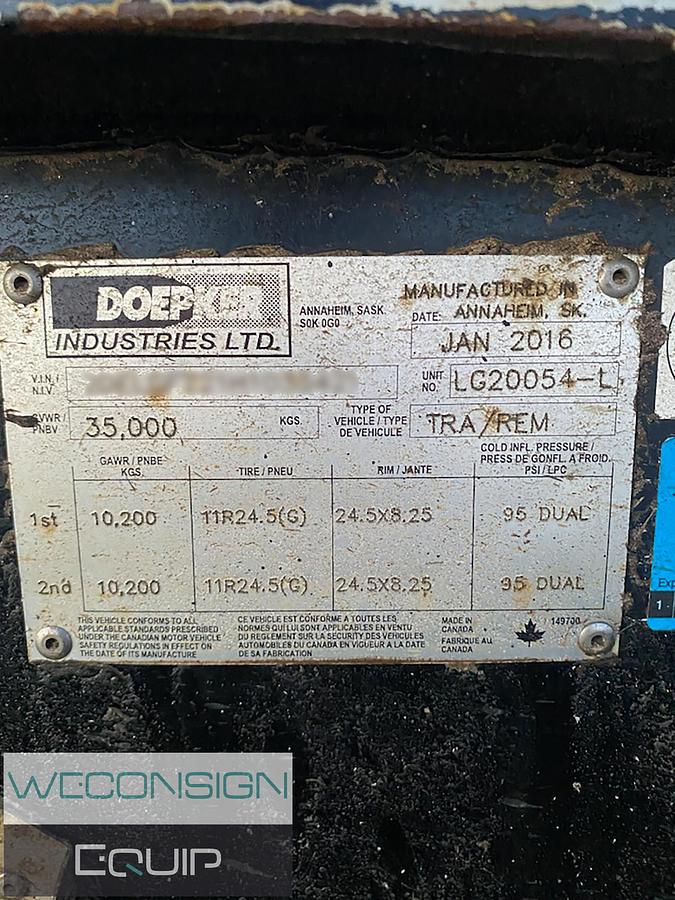 DOEPKER
INDUSTRIES LTD.
ANNAHEIM, SASK
S0K 0G0
MANUFACTURED IN
DATE: ANNAHEIM, SK.
JAN 2016
V.I.N. /
N.I.V.
UNIT
NO. LG20054-L
GVWR /
PNBV 35,000 KGS.
TYPE OF
VEHICLE / TYPE
DE VEHICULE TRA/REM
GAWR / PNBE
KGS.
TIRE / PNEU
RIM / JANTE
COLD INFL. PRESSURE /
PRESS DE GONFL. A FROID.
PSI / LPC
1st 10,200 11R24.5(G) 24.5X8.25 95 DUAL
2nd 10,200 11R24.5(G) 24.5X8.25 95 DUAL
THIS VEHICLE CONFORMS TO ALL
APPLICABLE STANDARDS PRESCRIBED
UNDER THE CANADIAN MOTOR VEHICLE
SAFETY REGULATIONS IN EFFECT ON
THE DATE OF ITS MANUFACTURE
CE VEHICULE EST CONFORME A TOUTES LES
NORMES QUI LUI SONT APPLICABLES EN VENTU
DU REGLEMENT SUR LA SECURITY DES VEHICULES
AUTOMOBILES DU CANADA EN VIGUEUR A LA DATE
DE SA FABRICATION
MADE IN
CANADA
FABRIQUE AU
CANADA
149700
Exp
1
WECONSIGN
EQUIP